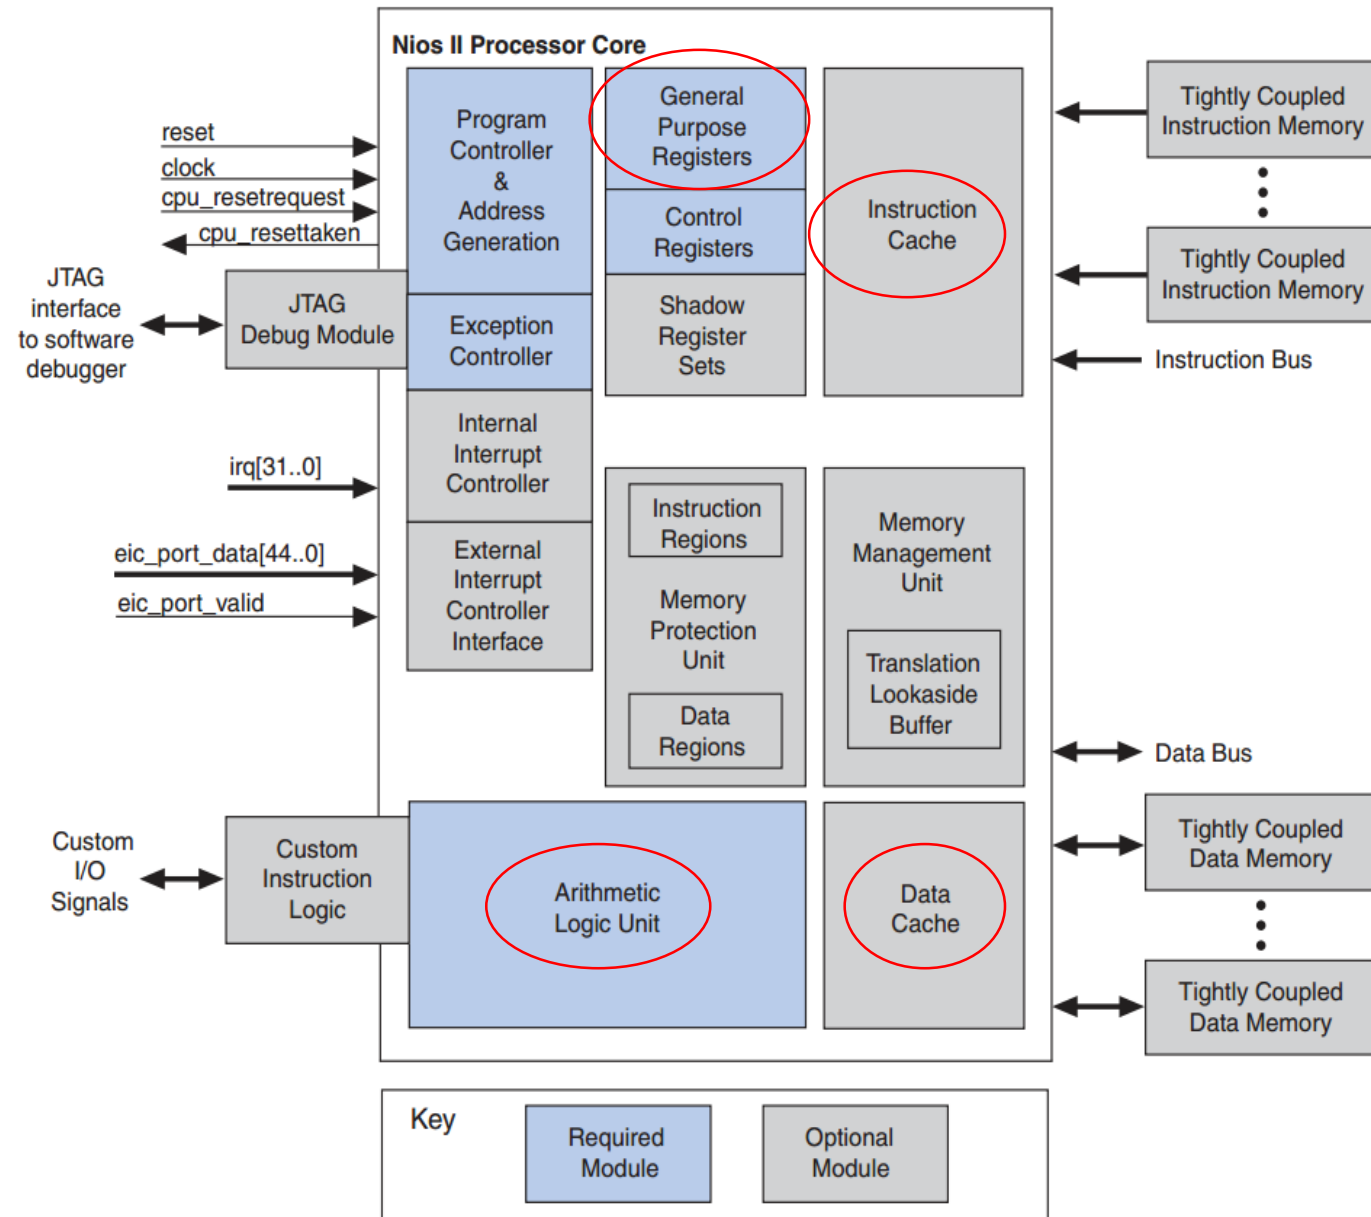 Nios II Processor Core
reset
clock
cpu_resetrequest
cpu_resettaken
JTAG
interface
to software
debugger
JTAG
Debug Module
irq[31..0]
eic_port_data[44..0]
eic_port_valid
Custom
I/O
Signals
Custom
Instruction
Logic
Program
Controller
&
Address
Generation
Exception
Controller
Internal
Interrupt
Controller
External
Interrupt
Controller
Interface
General
Purpose
Registers
Control
Registers
Shadow
Register
Sets
Instruction
Cache
Instruction
Regions
Memory
Protection
Unit
Data
Regions
Memory
Management
Unit
Translation
Lookaside
Buffer
Arithmetic
Logic Unit
Data
Cache
Tightly Coupled
Instruction Memory
Tightly Coupled
Instruction Memory
Instruction Bus
Data Bus
Tightly Coupled
Data Memory
Tightly Coupled
Data Memory
Key
Required
Module
Optional
Module